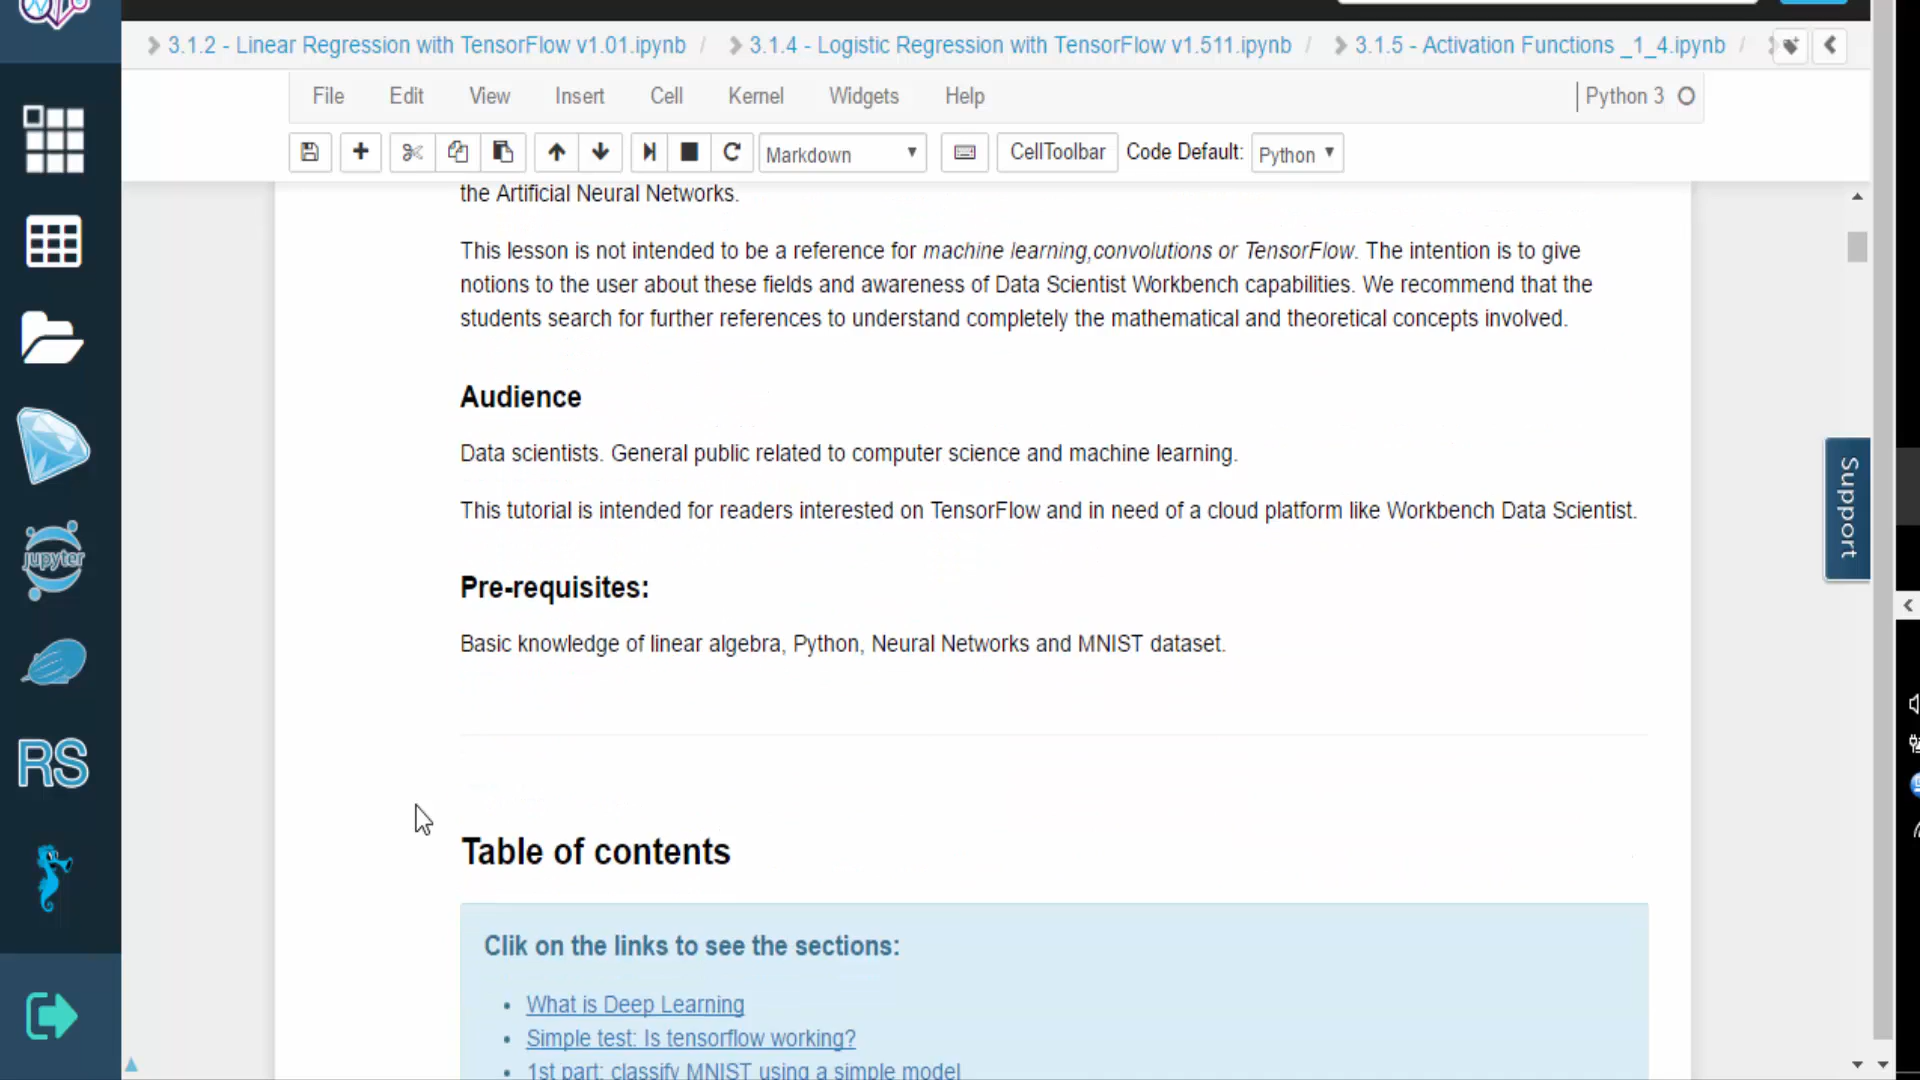 3.1.2 - Linear Regression with TensorFlow v1.01.ipynb / 3.1.4 - Logistic Regression with TensorFlow v1.511.ipynb / 3.1.5 - Activation Functions _1_4.ipynb /
File Edit View Insert Cell Kernel Widgets Help Python 3
Markdown CellToolbar Code Default: Python
the Artificial Neural Networks.
This lesson is not intended to be a reference for machine learning,convolutions or TensorFlow. The intention is to give
notions to the user about these fields and awareness of Data Scientist Workbench capabilities. We recommend that the
students search for further references to understand completely the mathematical and theoretical concepts involved.
Audience
Data scientists. General public related to computer science and machine learning.
This tutorial is intended for readers interested on TensorFlow and in need of a cloud platform like Workbench Data Scientist.
Support
jupyter
Pre-requisites:
Basic knowledge of linear algebra, Python, Neural Networks and MNIST dataset.
RS
Table of contents
Clik on the links to see the sections:
• What is Deep Learning
• Simple test: Is tensorflow working?
• 1st part: classify MNIST using a simple model